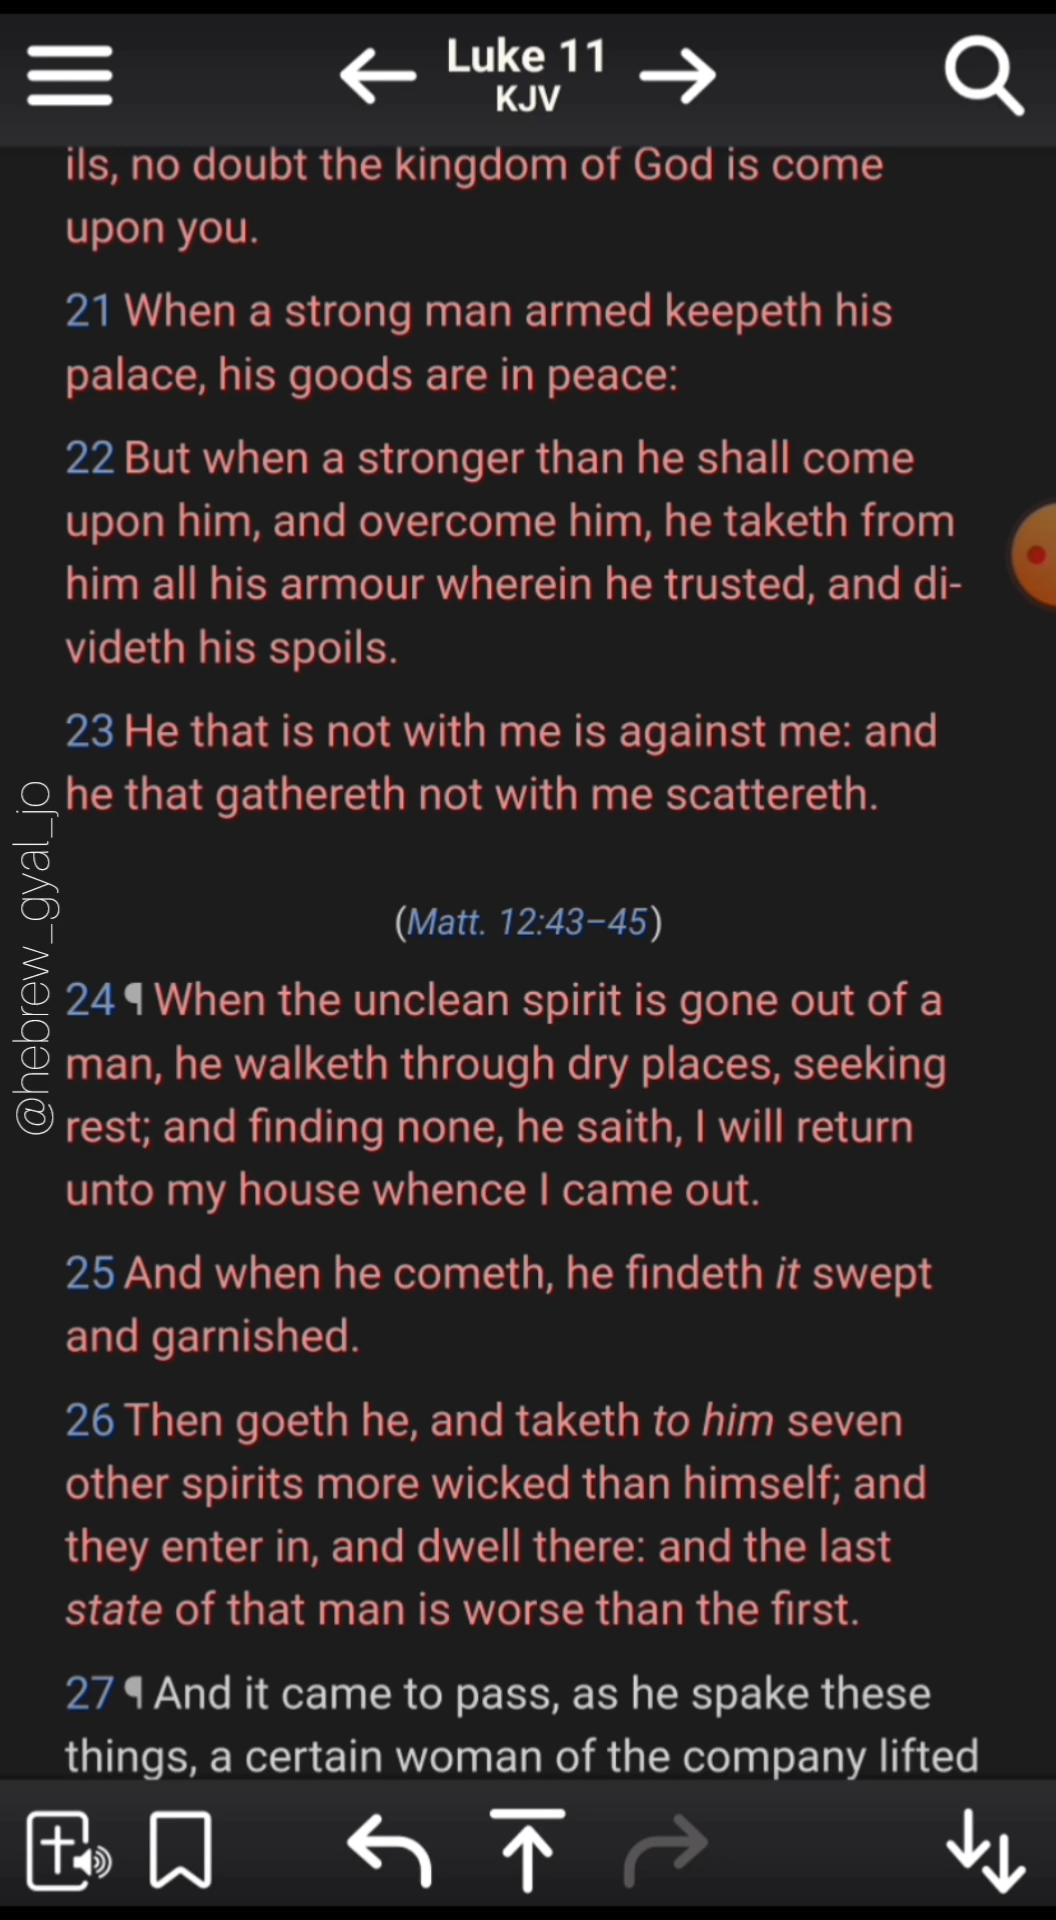 Luke 11
KJV
ils, no doubt the kingdom of God is come
upon you.
21 When a strong man armed keepeth his
palace, his goods are in peace:
22 But when a stronger than he shall come
upon him, and overcome him, he taketh from
him all his armour wherein he trusted, and di-
videth his spoils.
23 He that is not with me is against me: and
he that gathereth not with me scattereth.
(Matt. 12:43–45)
24 ¶ When the unclean spirit is gone out of a
man, he walketh through dry places, seeking
rest; and finding none, he saith, I will return
unto my house whence I came out.
25 And when he cometh, he findeth it swept
and garnished.
26 Then goeth he, and taketh to him seven
other spirits more wicked than himself; and
they enter in, and dwell there: and the last
state of that man is worse than the first.
27 ¶ And it came to pass, as he spake these
things, a certain woman of the company lifted
@hebrew_gyal_jo